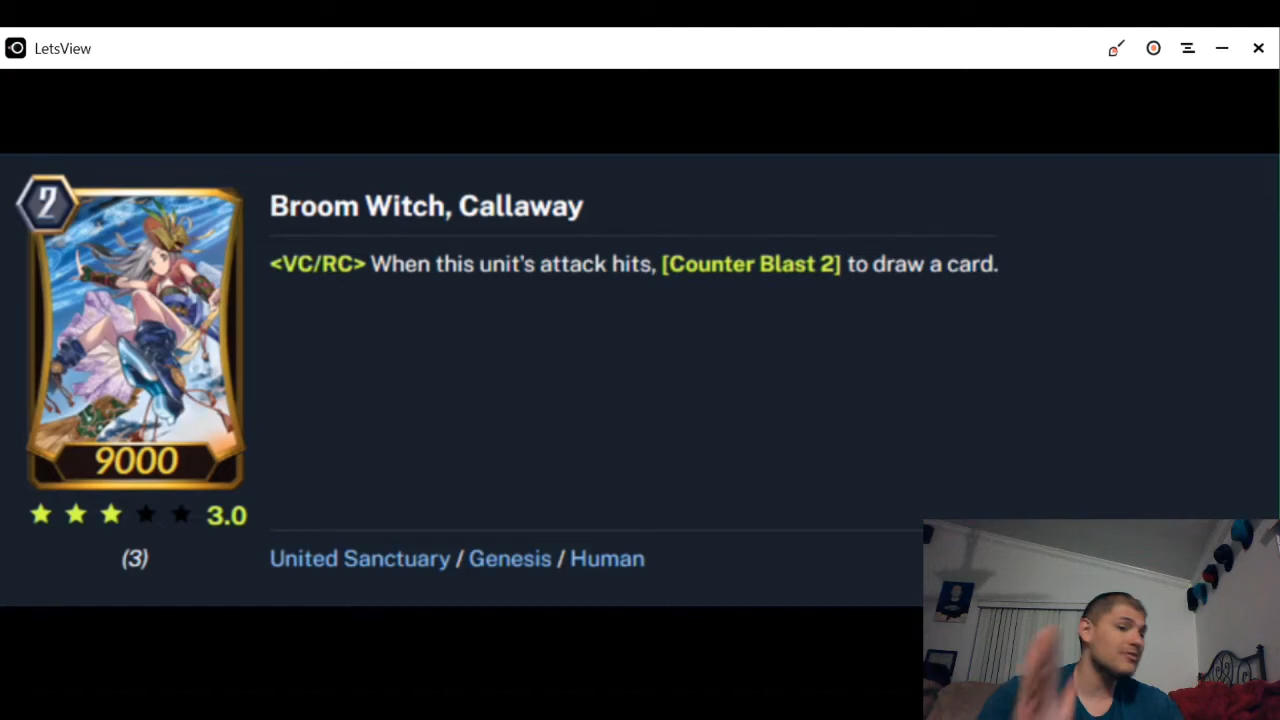 LetsView
2
Broom Witch, Callaway
<VC/RC> When this unit's attack hits, [Counter Blast 2] to draw a card.
9000
3.0
(3)
United Sanctuary / Genesis / Human